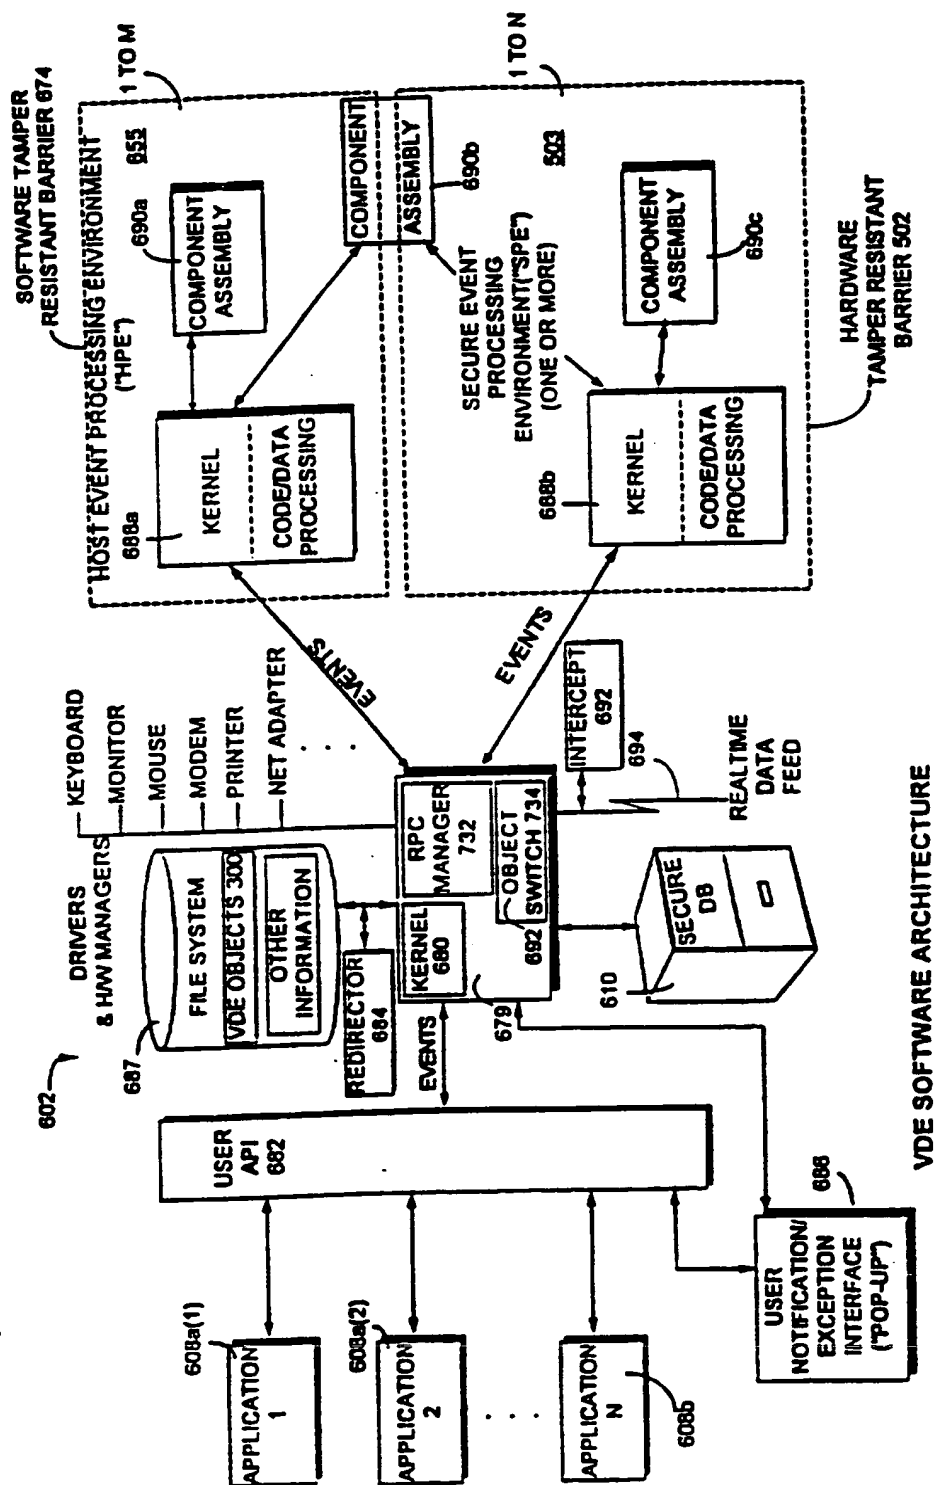 SOFTWARE TAMPER
RESISTANT BARRIER 674
HOST EVENT PROCESSING ENVIRONMENT
("HPE")
655
1 TO M
690a
COMPONENT
ASSEMBLY
688a
KERNEL
CODE/DATA
PROCESSING
COMPONENT
ASSEMBLY
690b
1 TO N
503
SECURE EVENT
PROCESSING
ENVIRONMENT("SPE")
(ONE OR MORE)
688b
KERNEL
CODE/DATA
PROCESSING
COMPONENT
ASSEMBLY
690c
HARDWARE
TAMPER RESISTANT
BARRIER 502
EVENTS
EVENTS
602
DRIVERS
& H/W MANAGERS
KEYBOARD
MONITOR
MOUSE
MODEM
PRINTER
NET ADAPTER
. . .
687
FILE SYSTEM
VDE OBJECTS 300
OTHER
INFORMATION
REDIRECTOR
684
KERNEL
680
RPC
MANAGER
732
692
OBJECT
SWITCH 734
679
INTERCEPT
692
694
REALTIME
DATA
FEED
SECURE
DB
610
EVENTS
USER
API
682
608a(1)
APPLICATION
1
608a(2)
APPLICATION
2
. . . .
APPLICATION
N
608b
686
USER
NOTIFICATION/
EXCEPTION
INTERFACE
("POP-UP")
VDE SOFTWARE ARCHITECTURE